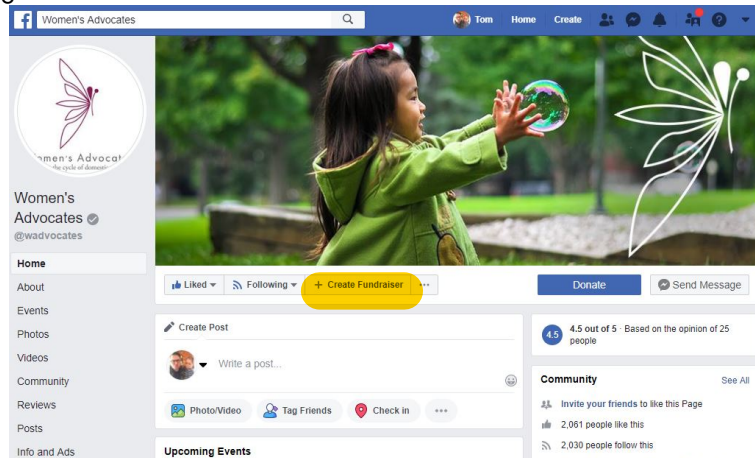 g
Women's Advocates
Tom Home Create
omen's Advocat
Women's
Advocates
@wadvocates
Home
About
Events
Photos
Videos
Community
Reviews
Posts
Info and Ads
Liked Following + Create Fundraiser ...
Donate Send Message
Create Post
Write a post...
Photo/Video Tag Friends Check in ...
Upcoming Events
4.5 4.5 out of 5 · Based on the opinion of 25
people
Community See All
Invite your friends to like this Page
2,061 people like this
2,030 people follow this